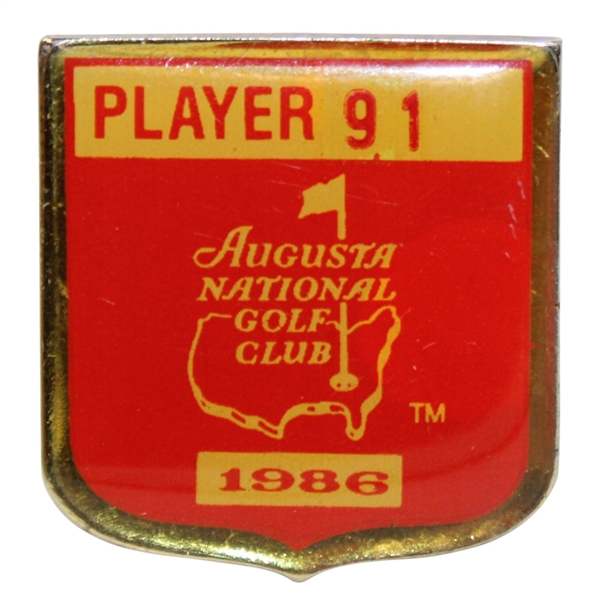 PLAYER 91
AUGUSTA
NATIONAL
GOLF
CLUB
TM
1986